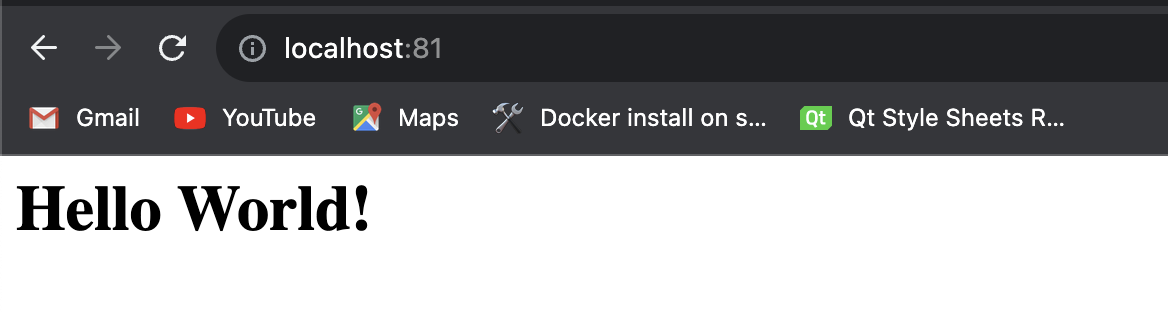 localhost:81
Gmail YouTube Maps Docker install on s... Qt Qt Style Sheets R...
Hello World!